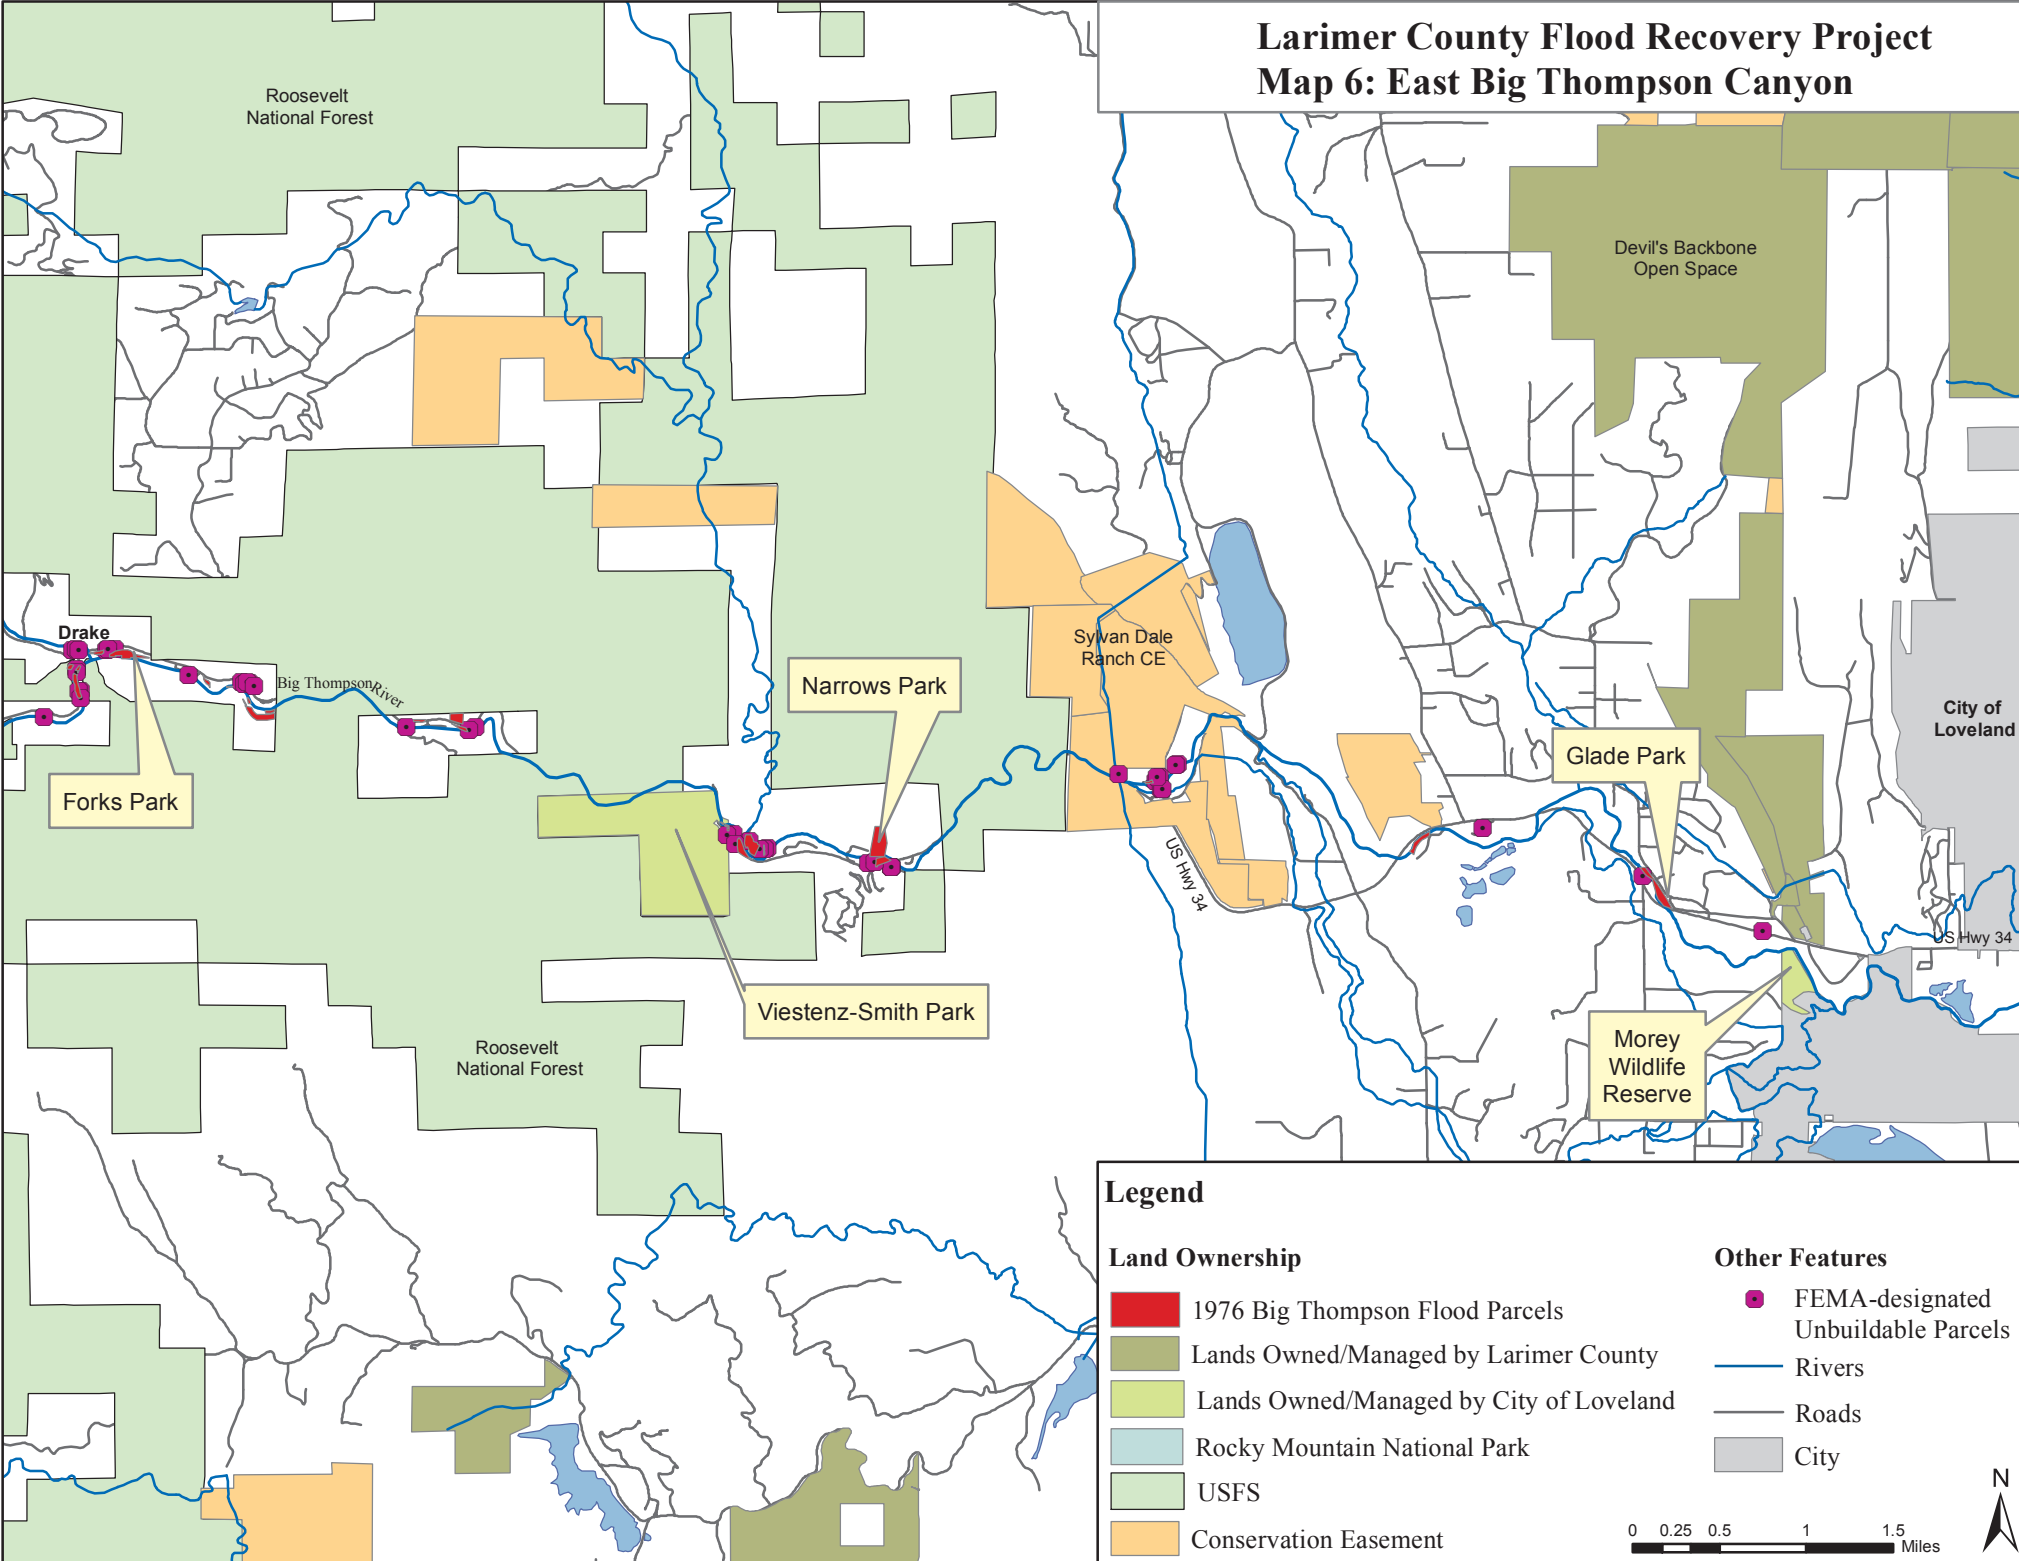 Larimer County Flood Recovery Project
Map 6: East Big Thompson Canyon
Roosevelt
National Forest
Devil's Backbone
Open Space
Drake
Big Thompson River
Sylvan Dale
Ranch CE
Narrows Park
City of
Loveland
Glade Park
Forks Park
US Hwy 34
US Hwy 34
Viestenz-Smith Park
Roosevelt
National Forest
Morey
Wildlife
Reserve
Legend
Land Ownership
1976 Big Thompson Flood Parcels
Lands Owned/Managed by Larimer County
Lands Owned/Managed by City of Loveland
Rocky Mountain National Park
USFS
Conservation Easement
Other Features
FEMA-designated
Unbuildable Parcels
Rivers
Roads
City
N
0 0.25 0.5 1 1.5
Miles